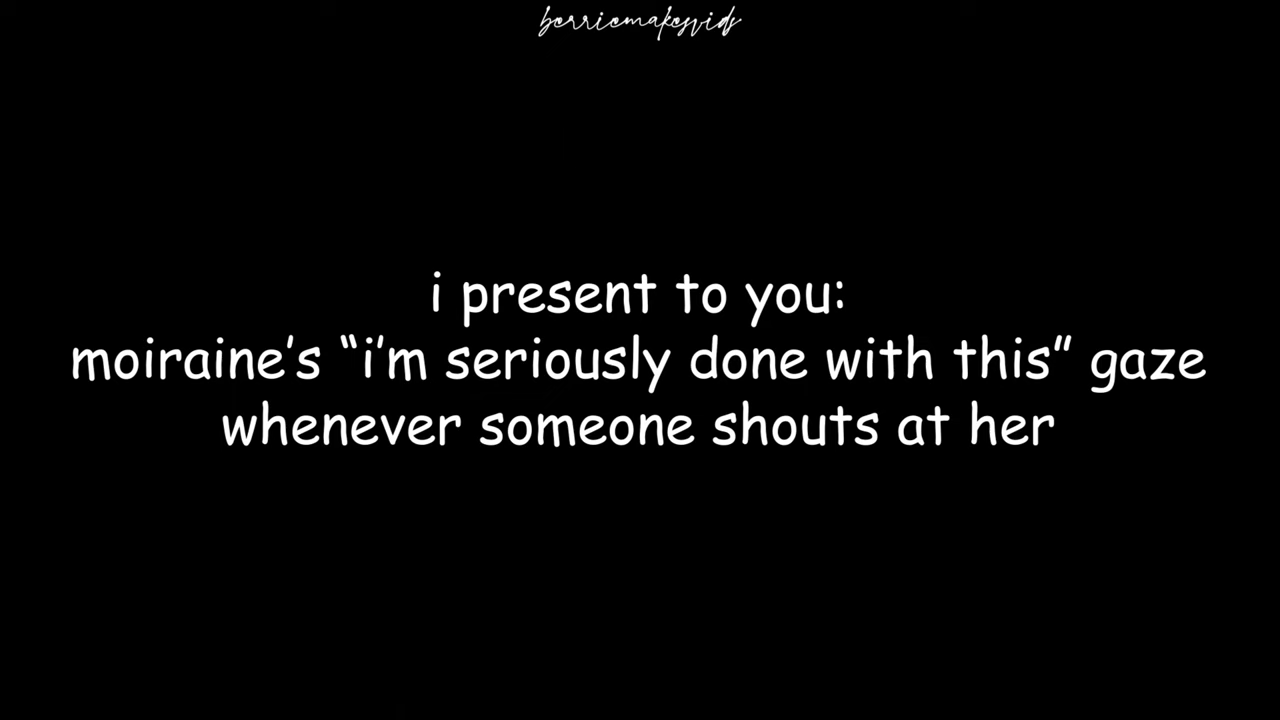 berriemakesvids
i present to you:
moiraine’s “i’m seriously done with this” gaze
whenever someone shouts at her